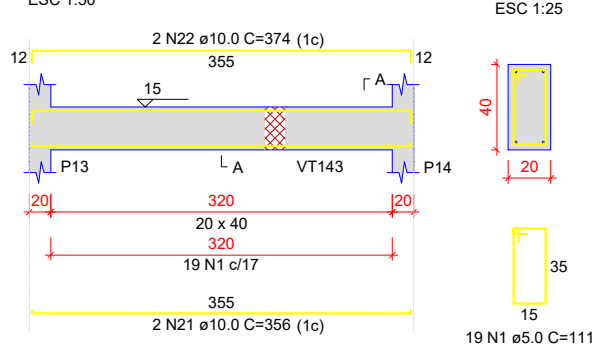 ESC 1:50
ESC 1:25
2 N22 ø10.0 C=374 (1c)
12
355
12
A
15
40
A
VT143
P13
P14
20
20
320
20
20 x 40
320
19 N1 c/17
35
355
15
2 N21 ø10.0 C=356 (1c)
19 N1 ø5.0 C=111